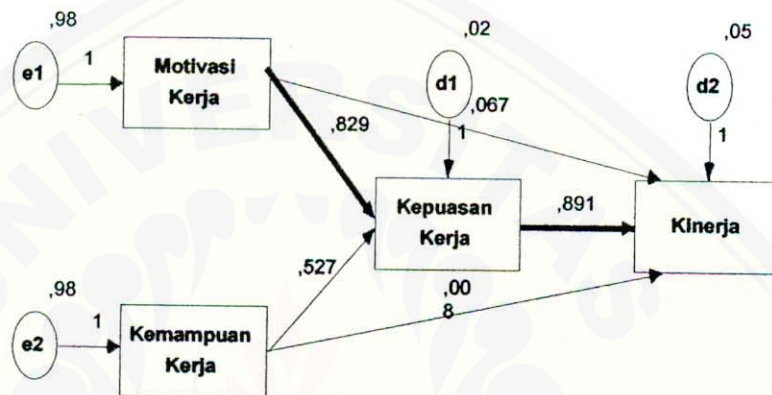 ,98
e1
1
Motivasi
Kerja
,829
,02
d1
,067
1
,05
d2
1
Kepuasan
Kerja
,891
Kinerja
,527
,00
8
,98
e2
1
Kemampuan
Kerja
UNIVERSITAS